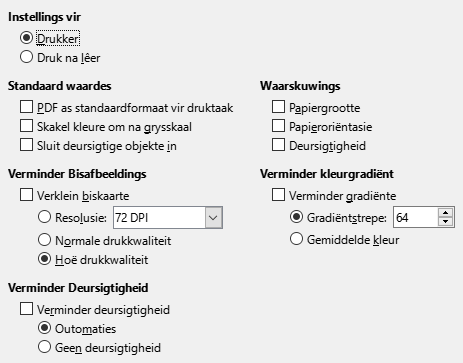 Instellings vir
Drukker
Druk na lêer
Standaard waardes
PDF as standaardformaat vir druktaak
Skakel kleure om na grysskaal
Sluit deursigtige objekte in
Waarskuwings
Papiergrootte
Papieroriëntasie
Deursigtigheid
Verminder Bisafbeeldings
Verklein biskaarte
Resolusie: 72 DPI
Normale drukkwaliteit
Hoë drukkwaliteit
Verminder kleurgradiënt
Verminder gradiënte
Gradiëntstrepe: 64
Gemiddelde kleur
Verminder Deursigtigheid
Verminder deursigtigheid
Outomaties
Geen deursigtigheid